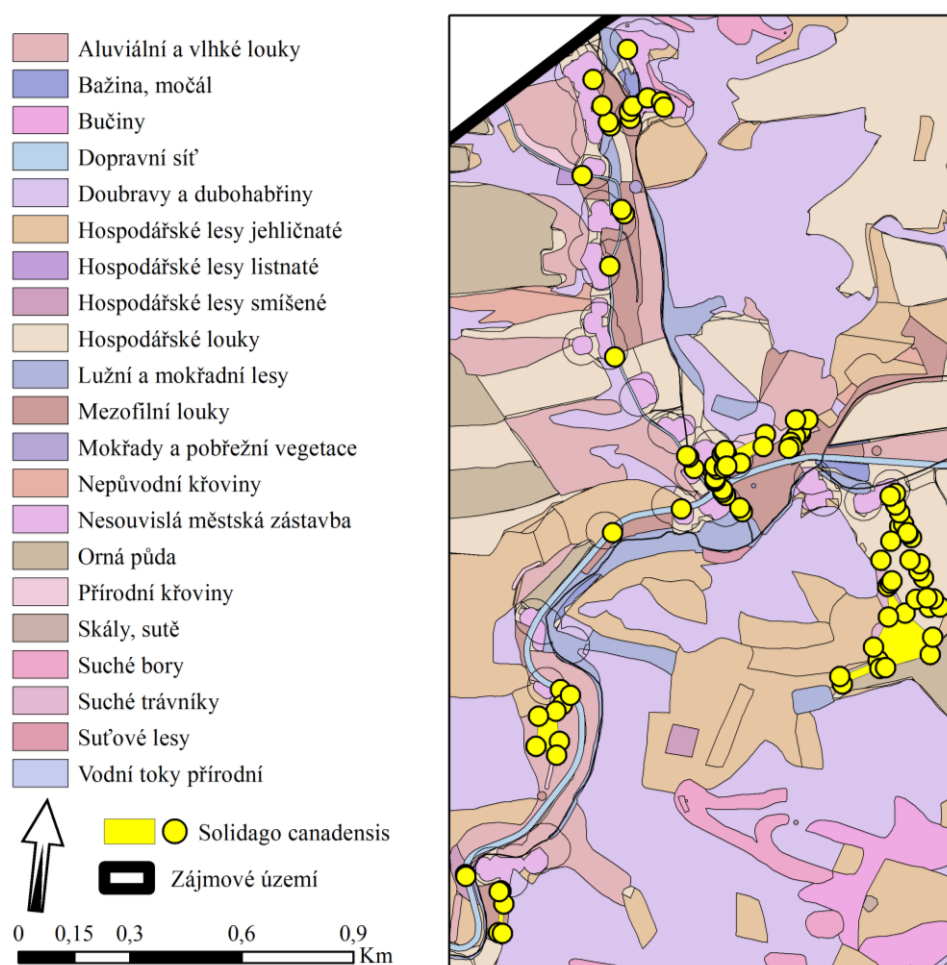 Aluviální a vlhké louky
Bažina, močál
Bučiny
Dopravní síť
Doubravy a dubohabřiny
Hospodářské lesy jehličnaté
Hospodářské lesy listnaté
Hospodářské lesy smíšené
Hospodářské louky
Lužní a mokřadní lesy
Mezofilní louky
Mokřady a pobřežní vegetace
Nepůvodní křoviny
Nesouvislá městská zástavba
Orná půda
Přírodní křoviny
Skály, sutě
Suché bory
Suché trávníky
Suťové lesy
Vodní toky přírodní
Solidago canadensis
Zájmové území
0 0,15 0,3 0,6 0,9
Km